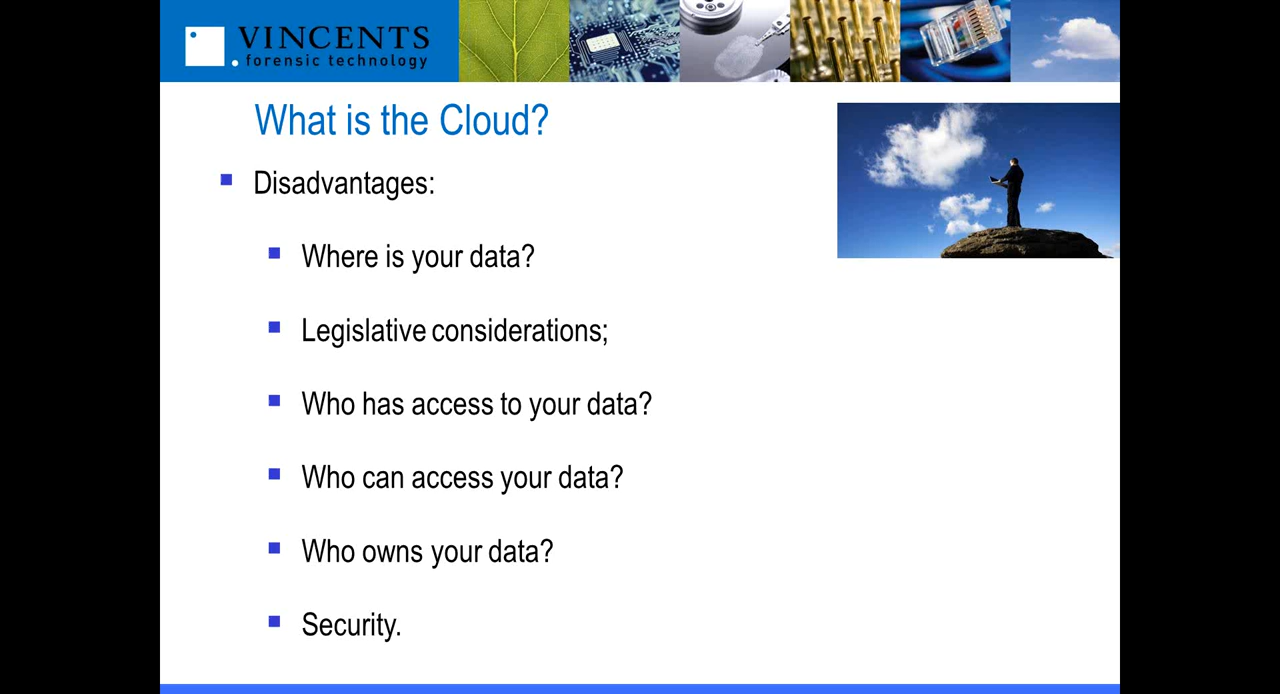 VINCENTS
forensic technology
What is the Cloud?
Disadvantages:
Where is your data?
Legislative considerations;
Who has access to your data?
Who can access your data?
Who owns your data?
Security.